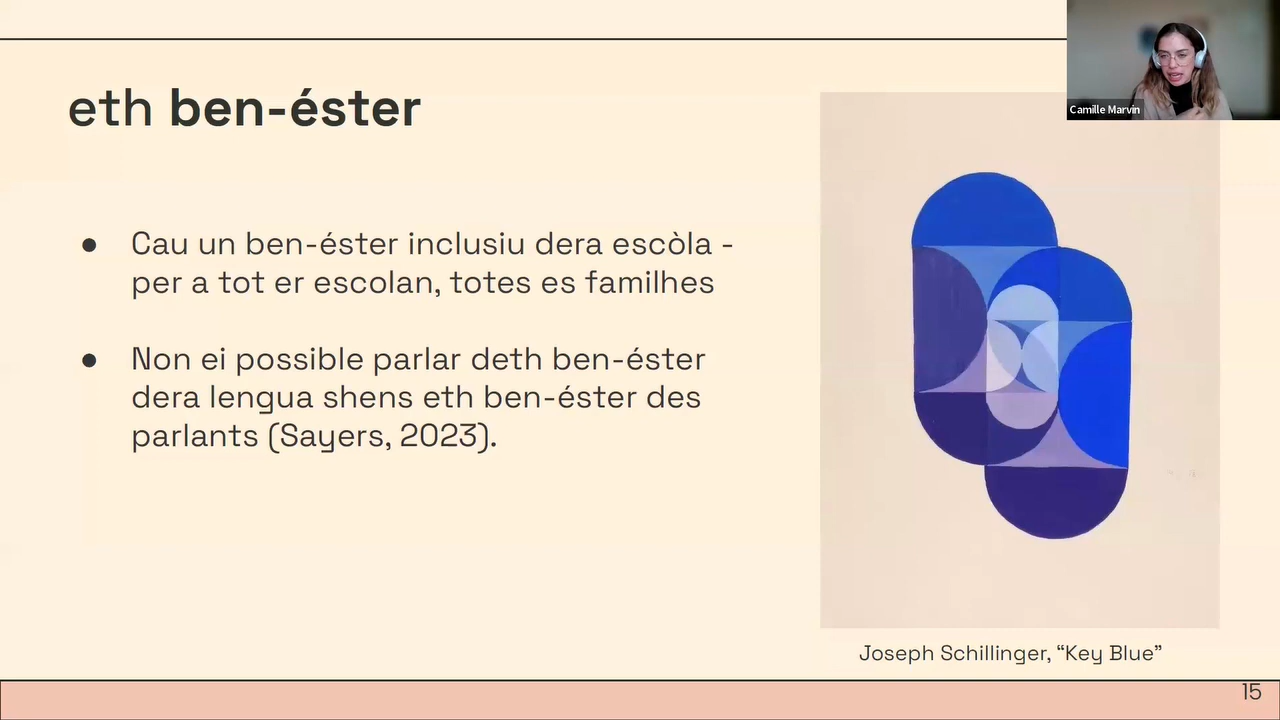 Camille Marvin
eth ben-éster
● Cau un ben-éster inclusiu dera escòla -
per a tot er escolan, totes es familhes
● Non ei possible parlar deth ben-éster
dera lengua shens eth ben-éster des
parlants (Sayers, 2023).
Joseph Schillinger, “Key Blue”
15